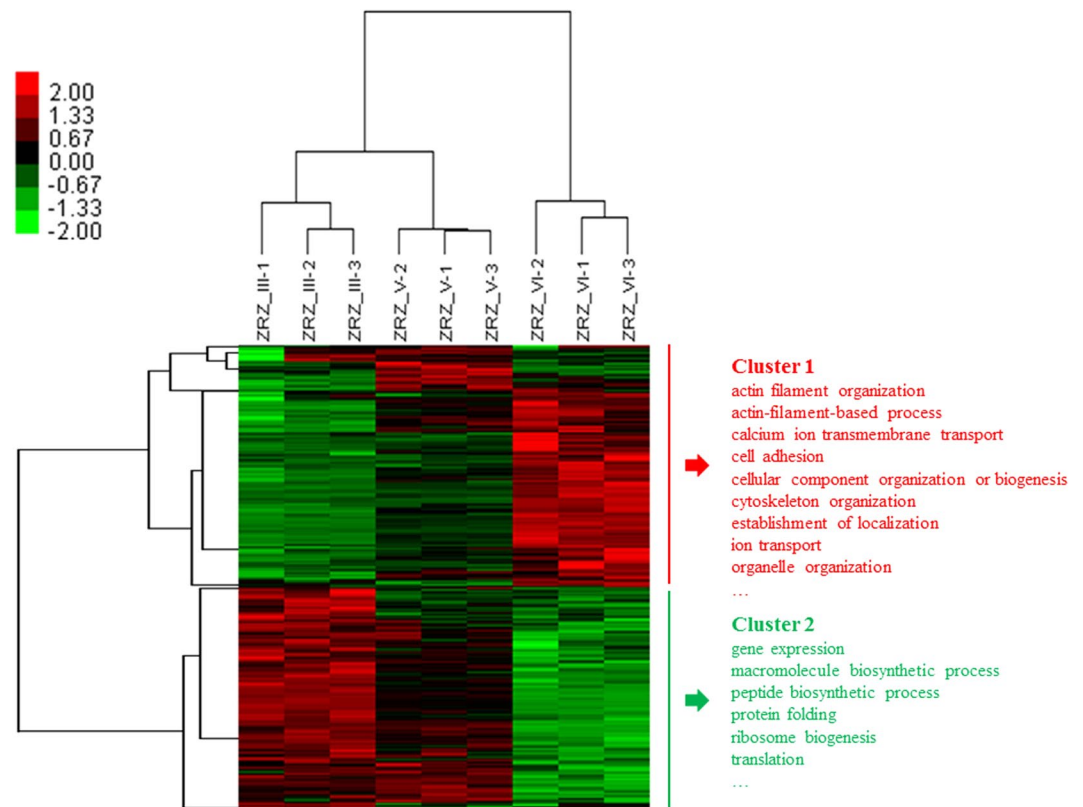 2.00
1.33
0.67
0.00
-0.67
-1.33
-2.00
ZRZ_III-1
ZRZ_III-2
ZRZ_III-3
ZRZ_V-2
ZRZ_V-1
ZRZ_V-3
ZRZ_VI-2
ZRZ_VI-1
ZRZ_VI-3
Cluster 1
actin filament organization
actin-filament-based process
calcium ion transmembrane transport
cell adhesion
cellular component organization or biogenesis
cytoskeleton organization
establishment of localization
ion transport
organelle organization
…
Cluster 2
gene expression
macromolecule biosynthetic process
peptide biosynthetic process
protein folding
ribosome biogenesis
translation
…